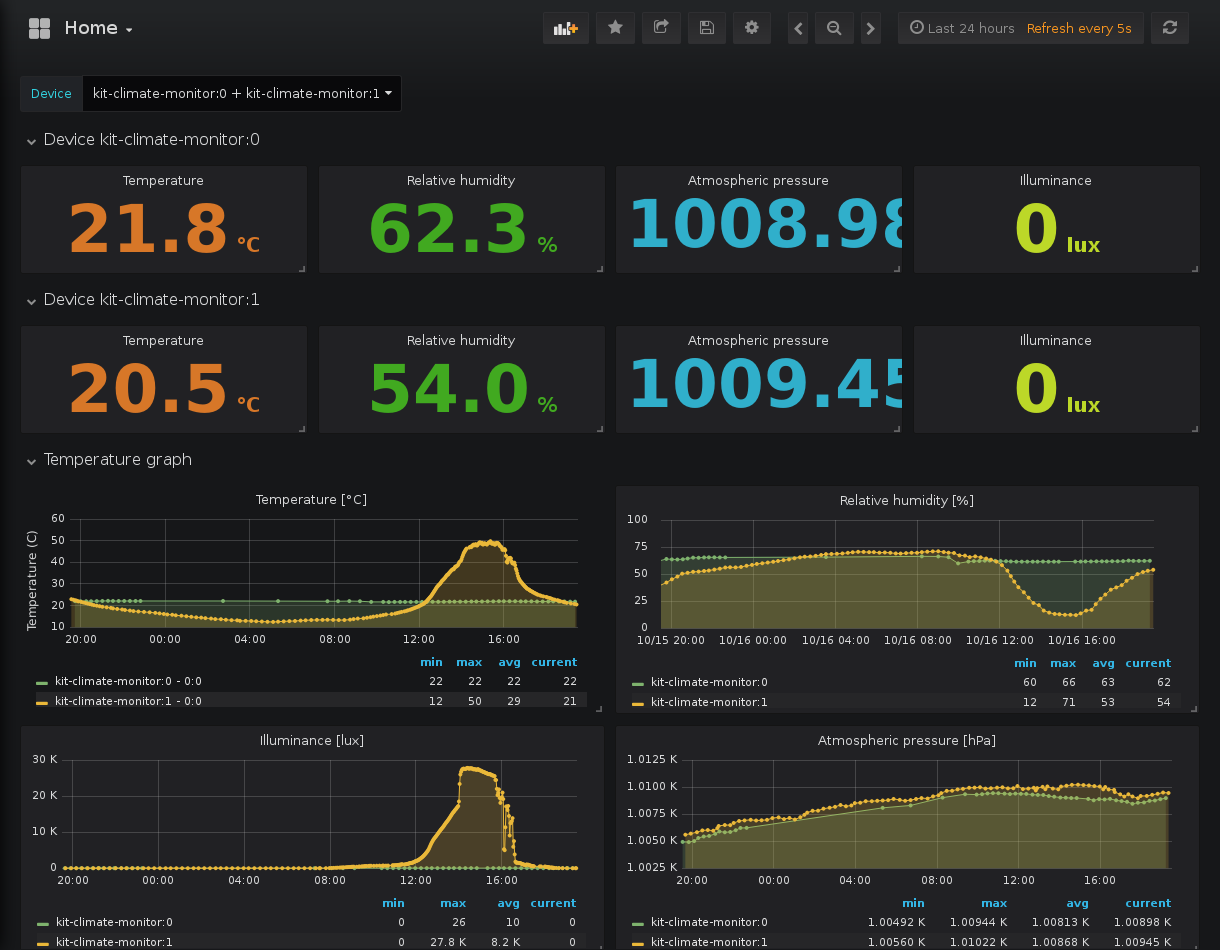 Home
Last 24 hours Refresh every 5s
Device kit-climate-monitor:0 + kit-climate-monitor:1
Device kit-climate-monitor:0
Temperature Relative humidity Atmospheric pressure Illuminance
21.8 °C 62.3 % 1008.98 0 lux
Device kit-climate-monitor:1
Temperature Relative humidity Atmospheric pressure Illuminance
20.5 °C 54.0 % 1009.45 0 lux
Temperature graph
Temperature [°C]
Temperature (C)
60
50
40
30
20
10
20:00 00:00 04:00 08:00 12:00 16:00
min max avg current
kit-climate-monitor:0 - 0:0 22 22 22 22
kit-climate-monitor:1 - 0:0 12 50 29 21
Relative humidity [%]
100
75
50
25
0
10/15 20:00 10/16 00:00 10/16 04:00 10/16 08:00 10/16 12:00 10/16 16:00
min max avg current
kit-climate-monitor:0 60 66 63 62
kit-climate-monitor:1 12 71 53 54
Illuminance [lux]
30 K
20 K
10 K
0
20:00 00:00 04:00 08:00 12:00 16:00
min max avg current
kit-climate-monitor:0 0 26 10 0
kit-climate-monitor:1 0 27.8 K 8.2 K 0
Atmospheric pressure [hPa]
1.0125 K
1.0100 K
1.0075 K
1.0050 K
1.0025 K
20:00 00:00 04:00 08:00 12:00 16:00
min max avg current
kit-climate-monitor:0 1.00492 K 1.00944 K 1.00813 K 1.00898 K
kit-climate-monitor:1 1.00560 K 1.01022 K 1.00868 K 1.00945 K